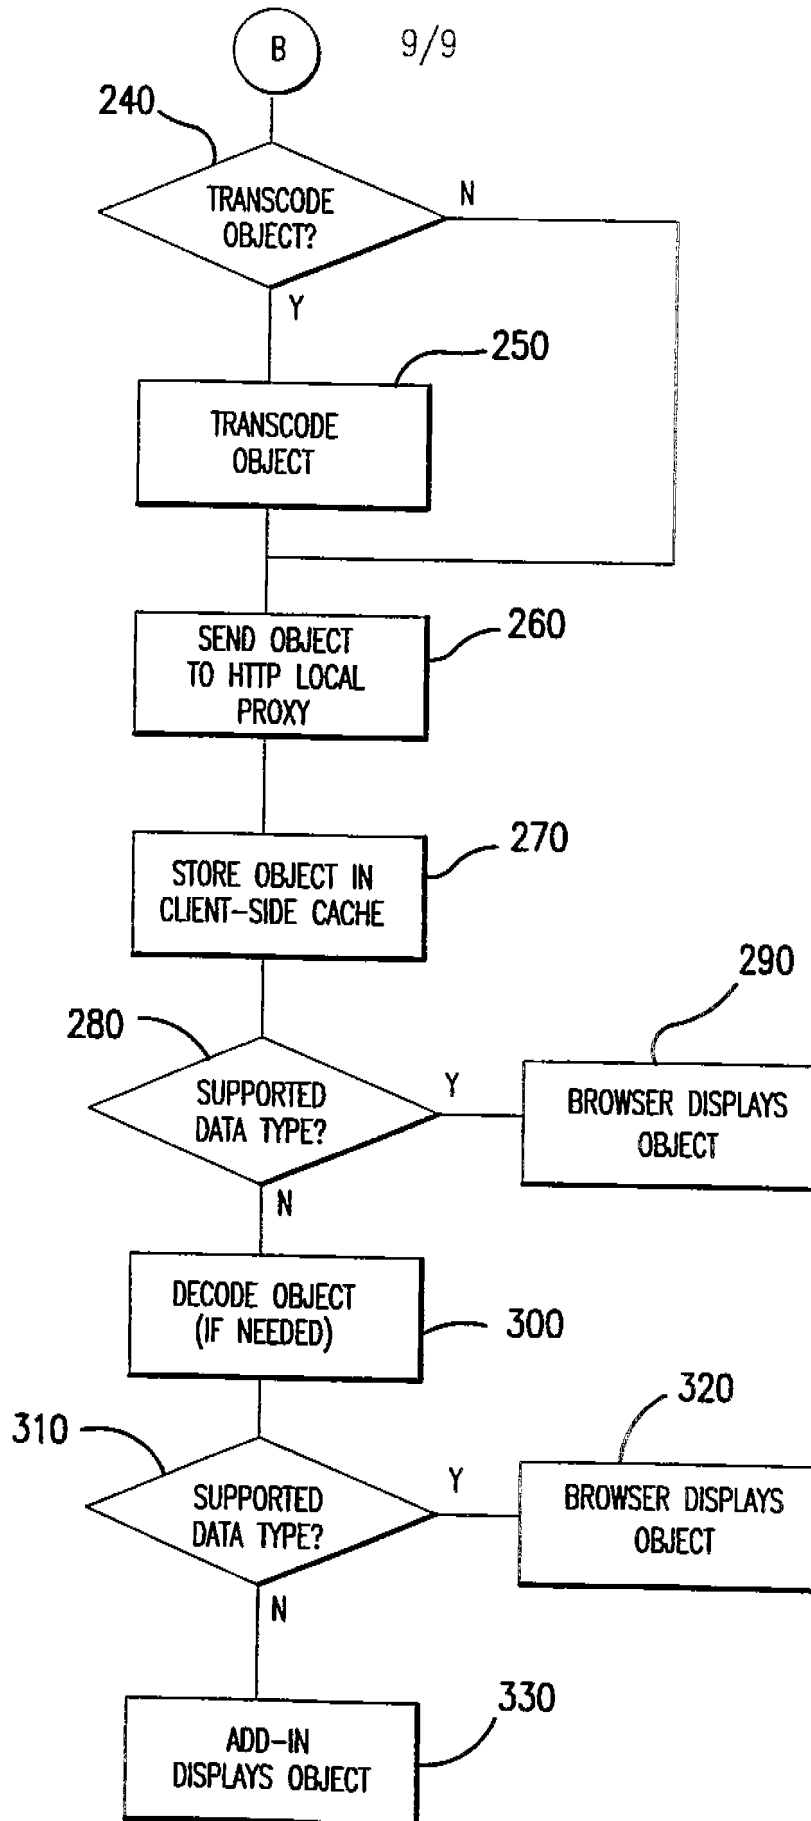 B
9/9
240
TRANSCODE
OBJECT?
N
Y
250
TRANSCODE
OBJECT
SEND OBJECT
TO HTTP LOCAL
PROXY
260
270
STORE OBJECT IN
CLIENT-SIDE CACHE
290
280
SUPPORTED
DATA TYPE?
Y
BROWSER DISPLAYS
OBJECT
N
DECODE OBJECT
(IF NEEDED)
300
320
310
SUPPORTED
DATA TYPE?
Y
BROWSER DISPLAYS
OBJECT
N
330
ADD-IN
DISPLAYS OBJECT